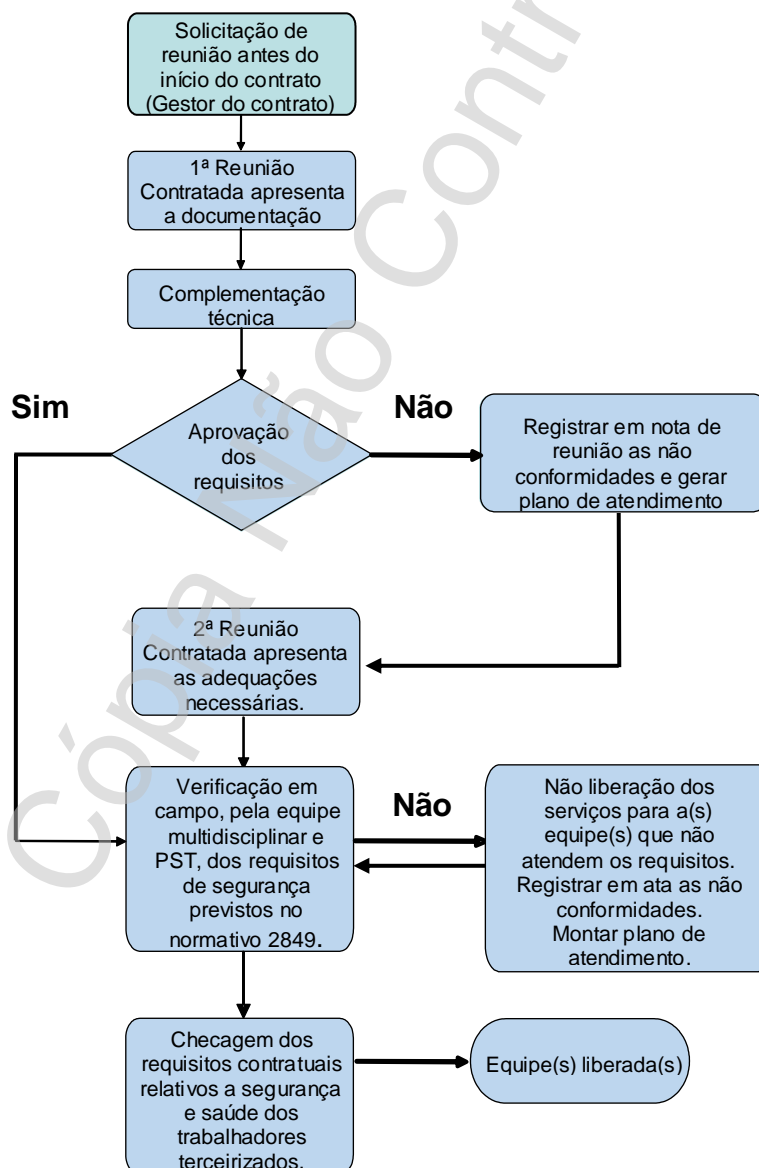 Solicitação de
reunião antes do
início do contrato
(Gestor do contrato)
1ª Reunião
Contratada apresenta
a documentação
Complementação
técnica
Sim
Aprovação
dos
requisitos
Não
Registrar em nota de
reunião as não
conformidades e gerar
plano de atendimento
2ª Reunião
Contratada apresenta
as adequações
necessárias.
Verificação em
campo, pela equipe
multidisciplinar e
PST, dos requisitos
de segurança
previstos no
normativo 2849.
Não
Não liberação dos
serviços para a(s)
equipe(s) que não
atendem os requisitos.
Registrar em ata as não
conformidades.
Montar plano de
atendimento.
Checagem dos
requisitos contratuais
relativos a segurança
e saúde dos
trabalhadores
terceirizados.
Equipe(s) liberada(s)
Cópia Não Contr